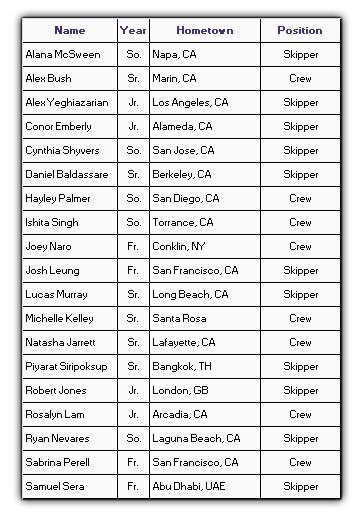 Name Year Hometown Position
Alana McSween So. Napa, CA Skipper
Alex Bush Sr. Marin, CA Crew
Alex Yeghiazarian Jr. Los Angeles, CA Skipper
Conor Emberly Jr. Alameda, CA Skipper
Cynthia Shyvers So. San Jose, CA Skipper
Daniel Baldassare Sr. Berkeley, CA Skipper
Hayley Palmer So. San Diego, CA Crew
Ishita Singh So. Torrance, CA Crew
Joey Naro Fr. Conklin, NY Crew
Josh Leung Fr. San Francisco, CA Skipper
Lucas Murray Sr. Long Beach, CA Skipper
Michelle Kelley Sr. Santa Rosa Crew
Natasha Jarrett Sr. Lafayette, CA Crew
Piyarat Siripoksup Sr. Bangkok, TH Skipper
Robert Jones Jr. London, GB Skipper
Rosalyn Lam Jr. Arcadia, CA Crew
Ryan Nevares So. Laguna Beach, CA Skipper
Sabrina Perell Fr. San Francisco, CA Crew
Samuel Sera Fr. Abu Dhabi, UAE Skipper